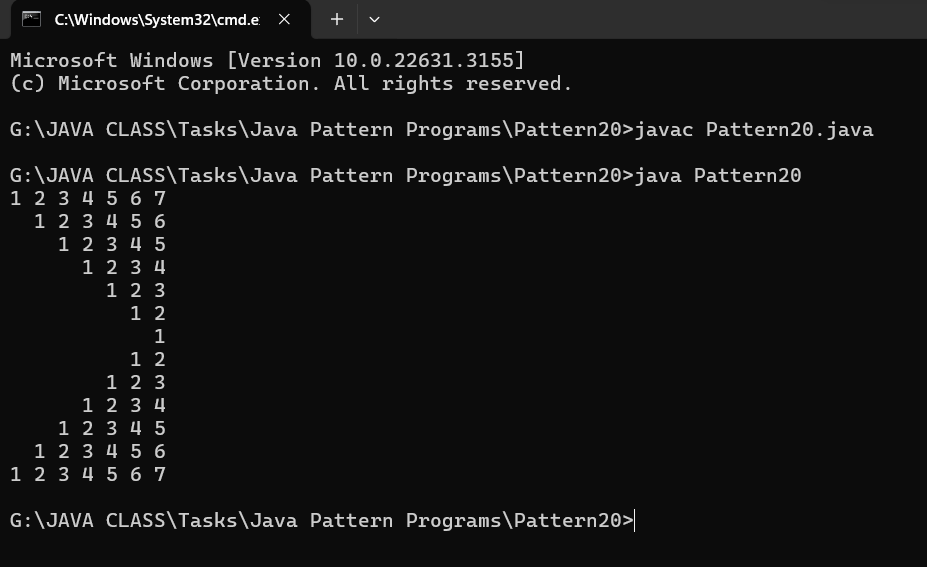 C:\Windows\System32\cmd.e
Microsoft Windows [Version 10.0.22631.3155]
(c) Microsoft Corporation. All rights reserved.
G:\JAVA CLASS\Tasks\Java Pattern Programs\Pattern20>javac Pattern20.java
G:\JAVA CLASS\Tasks\Java Pattern Programs\Pattern20>java Pattern20
1 2 3 4 5 6 7
  1 2 3 4 5 6
    1 2 3 4 5
      1 2 3 4
        1 2 3
          1 2
            1
          1 2
        1 2 3
      1 2 3 4
    1 2 3 4 5
  1 2 3 4 5 6
1 2 3 4 5 6 7
G:\JAVA CLASS\Tasks\Java Pattern Programs\Pattern20>